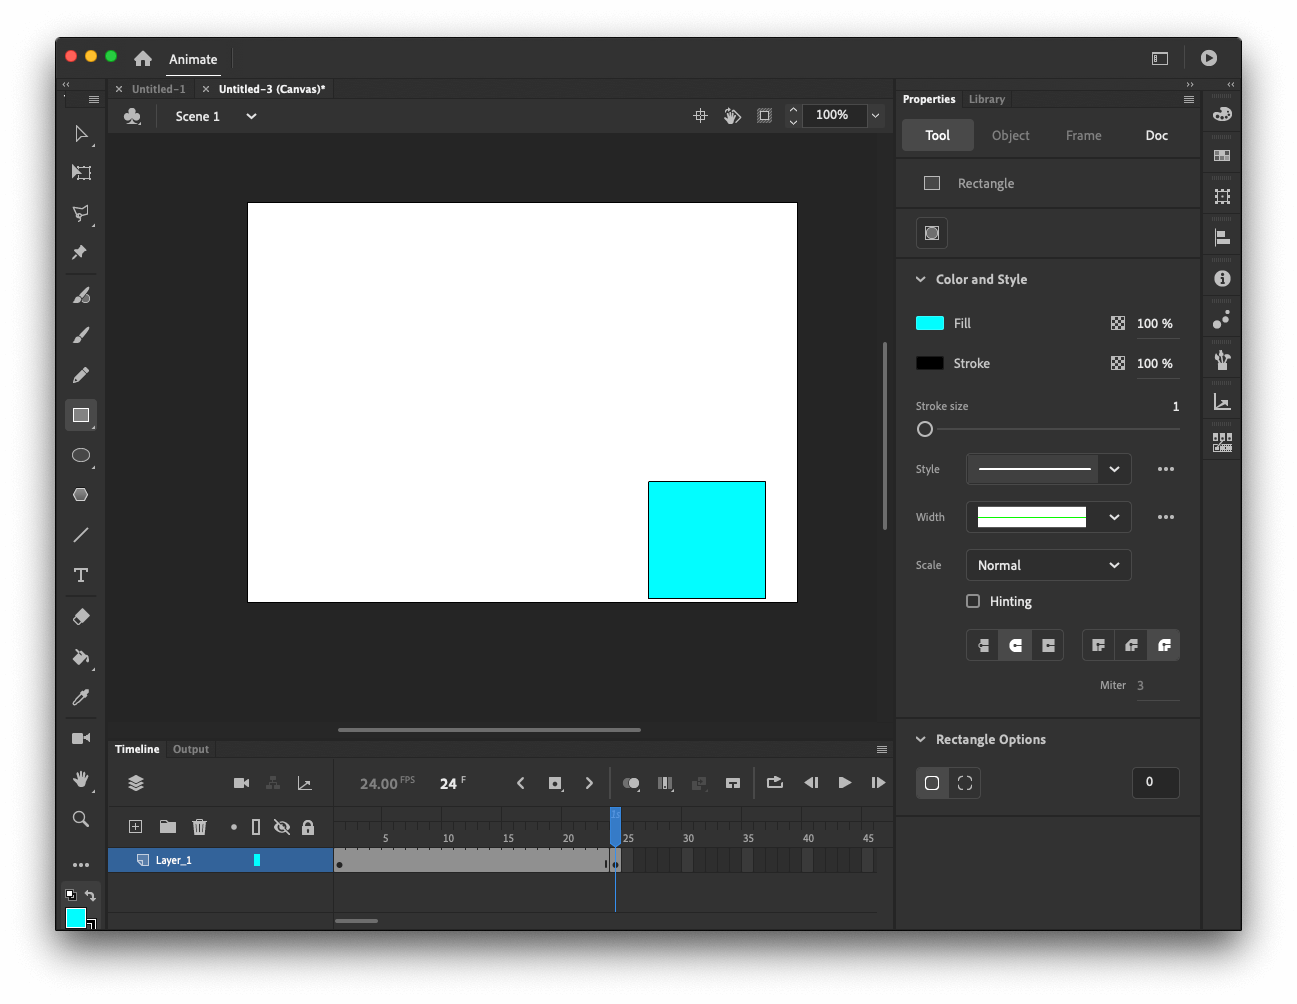 Animate
Untitled-1
Untitled-3 (Canvas)*
Scene 1
100%
Properties
Library
Tool
Object
Frame
Doc
Rectangle
Color and Style
Fill
100 %
Stroke
100 %
Stroke size
1
Style
Width
Scale
Normal
Hinting
Miter
3
Rectangle Options
0
Timeline
Output
24.00 FPS
24 F
1s
5 10 15 20 25 30 35 40 45
Layer_1